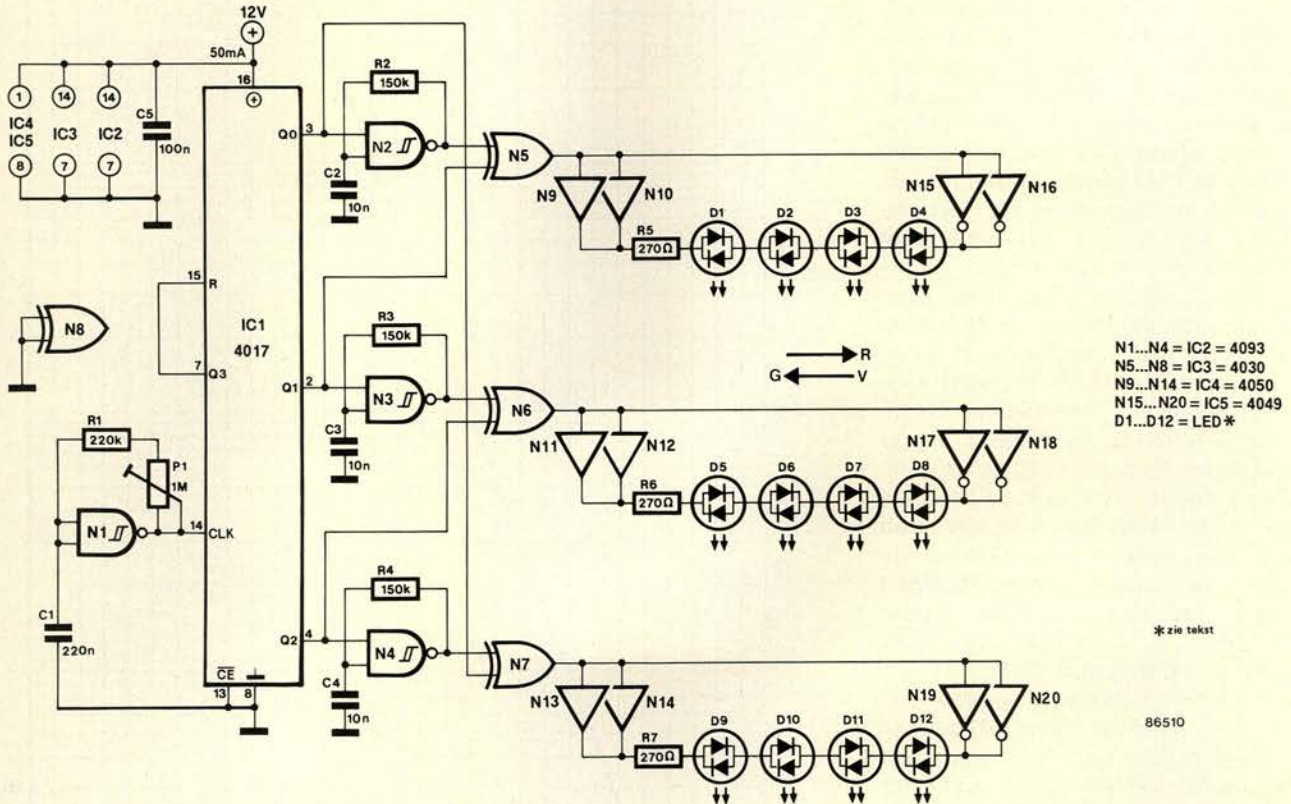 12V
50mA
16
1
14
14
IC4
IC5
IC3
IC2
C5
100n
8
7
7
R2
150k
Q0
3
N2
C2
10n
N5
N9
N10
N15
N16
R5
270Ω
D1
D2
D3
D4
15
R
N8
IC1
4017
7
Q3
R3
150k
Q1
2
N3
C3
10n
N6
N11
N12
N17
N18
R6
270Ω
D5
D6
D7
D8
R
G
V
N1...N4 = IC2 = 4093
N5...N8 = IC3 = 4030
N9...N14 = IC4 = 4050
N15...N20 = IC5 = 4049
D1...D12 = LED*
R1
220k
P1
1M
N1
14
CLK
C1
220n
R4
150k
Q2
4
N4
C4
10n
N7
N13
N14
N19
N20
R7
270Ω
D9
D10
D11
D12
CE
13
8
* zie tekst
86510